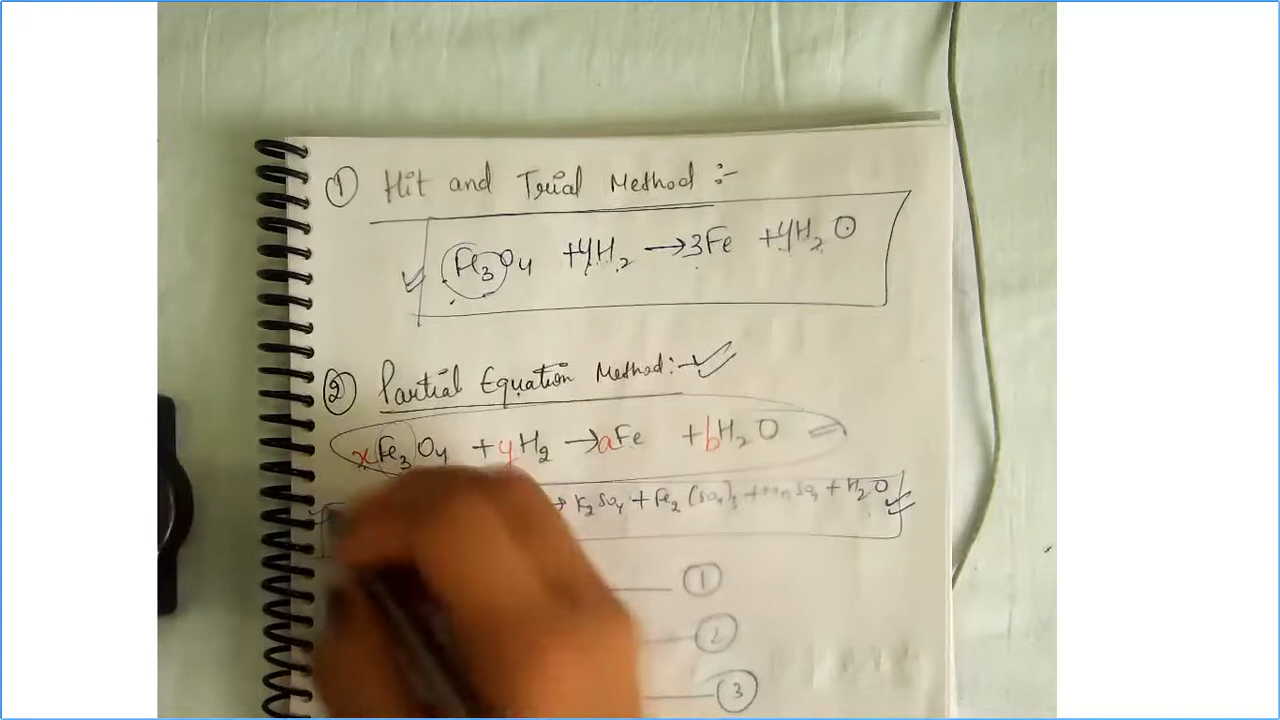 ① Hit and Trial Method :-
Fe₃O₄ +4H₂ → 3Fe +4H₂O
② Partial Equation Method :-
xFe₃O₄ + yH₂ → aFe + bH₂O
→ K₂SO₄ + Fe₂(SO₄)₃ + MnSO₄ + H₂O
①
②
③